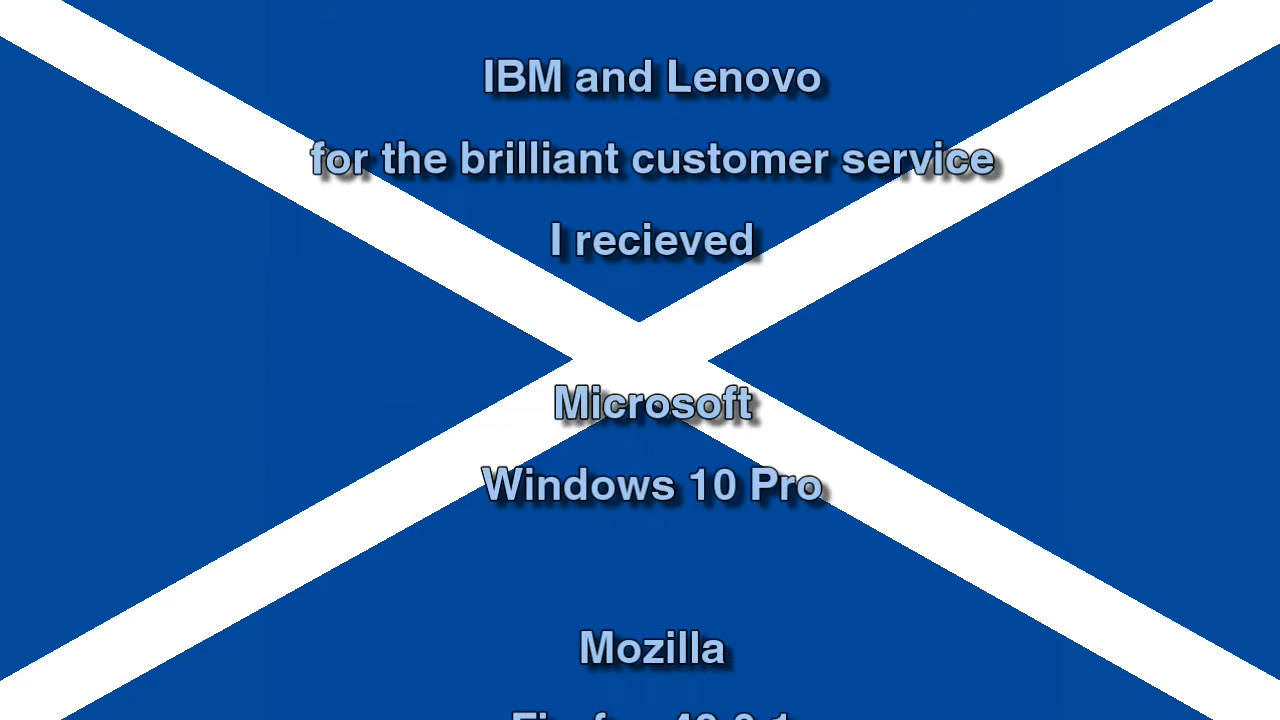 IBM and Lenovo
for the brilliant customer service
I recieved
Microsoft
Windows 10 Pro
Mozilla